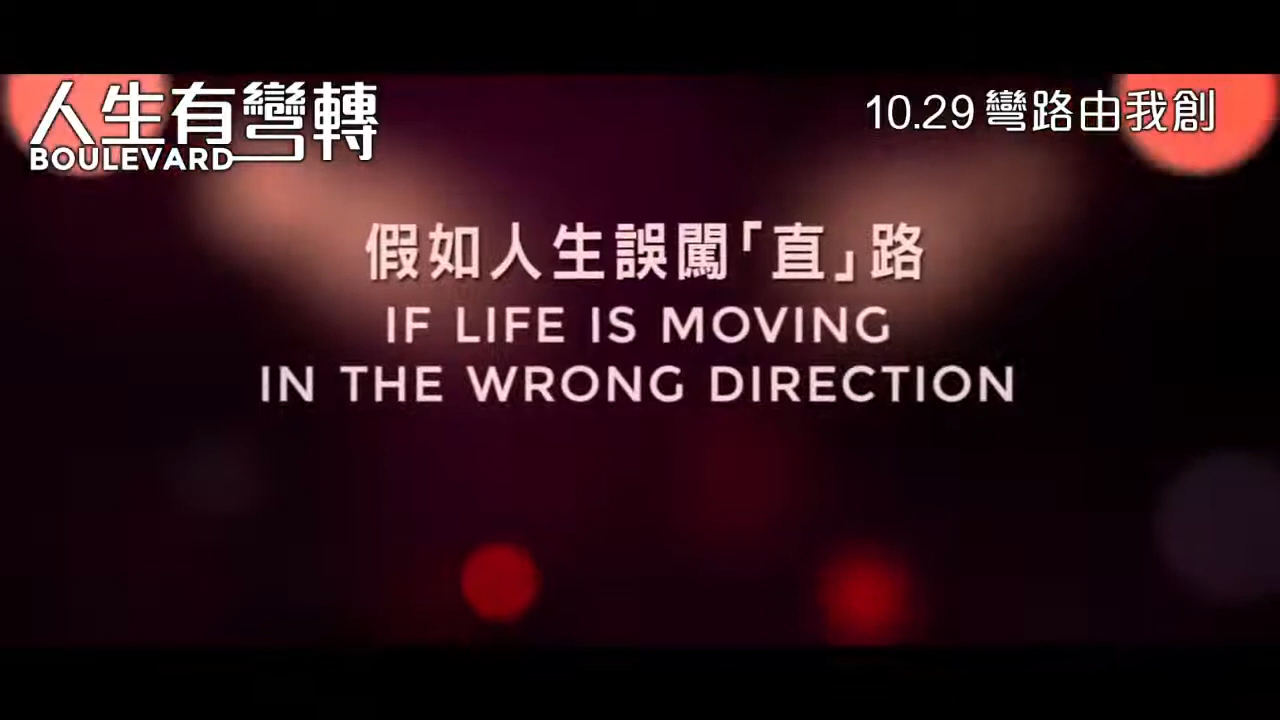 人生有彎轉
BOULEVARD
10.29 彎路由我創
假如人生誤闖「直」路
IF LIFE IS MOVING
IN THE WRONG DIRECTION